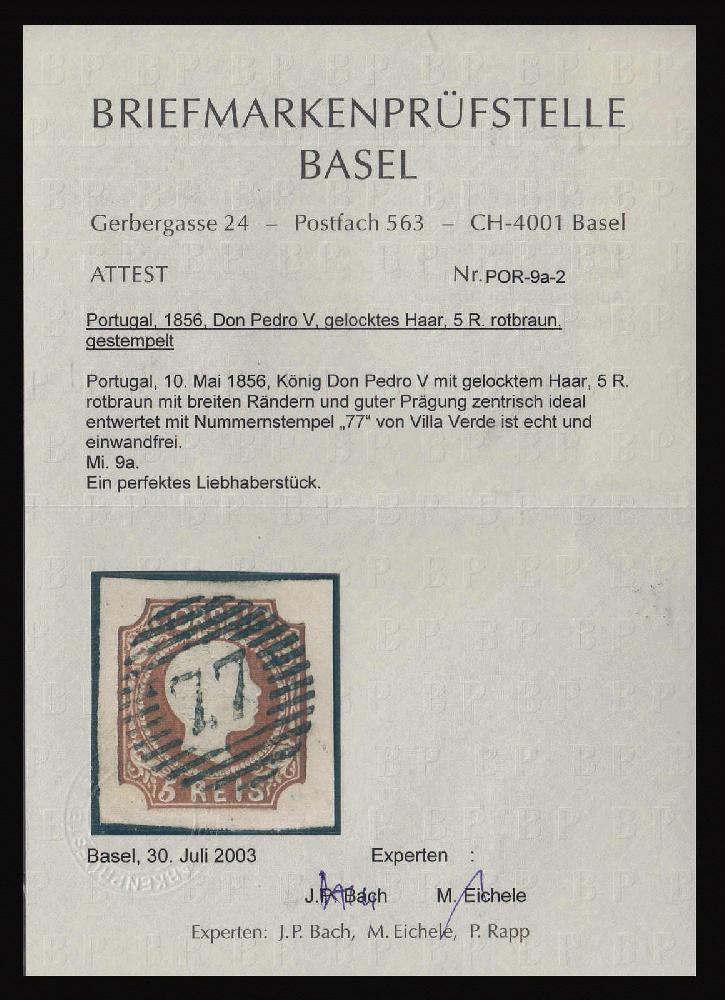 BRIEFMARKENPRÜFSTELLE
BASEL
Gerbergasse 24 – Postfach 563 – CH-4001 Basel
ATTEST Nr. POR-9a-2
Portugal, 1856, Don Pedro V, gelocktes Haar, 5 R. rotbraun,
gestempelt
Portugal, 10. Mai 1856, König Don Pedro V mit gelocktem Haar, 5 R.
rotbraun mit breiten Rändern und guter Prägung zentrisch ideal
entwertet mit Nummernstempel „77“ von Villa Verde ist echt und
einwandfrei.
Mi. 9a.
Ein perfektes Liebhaberstück.
77
5 REIS
Basel, 30. Juli 2003 Experten :
J.P. Bach M. Eichele
Experten: J.P. Bach, M. Eichele, P. Rapp